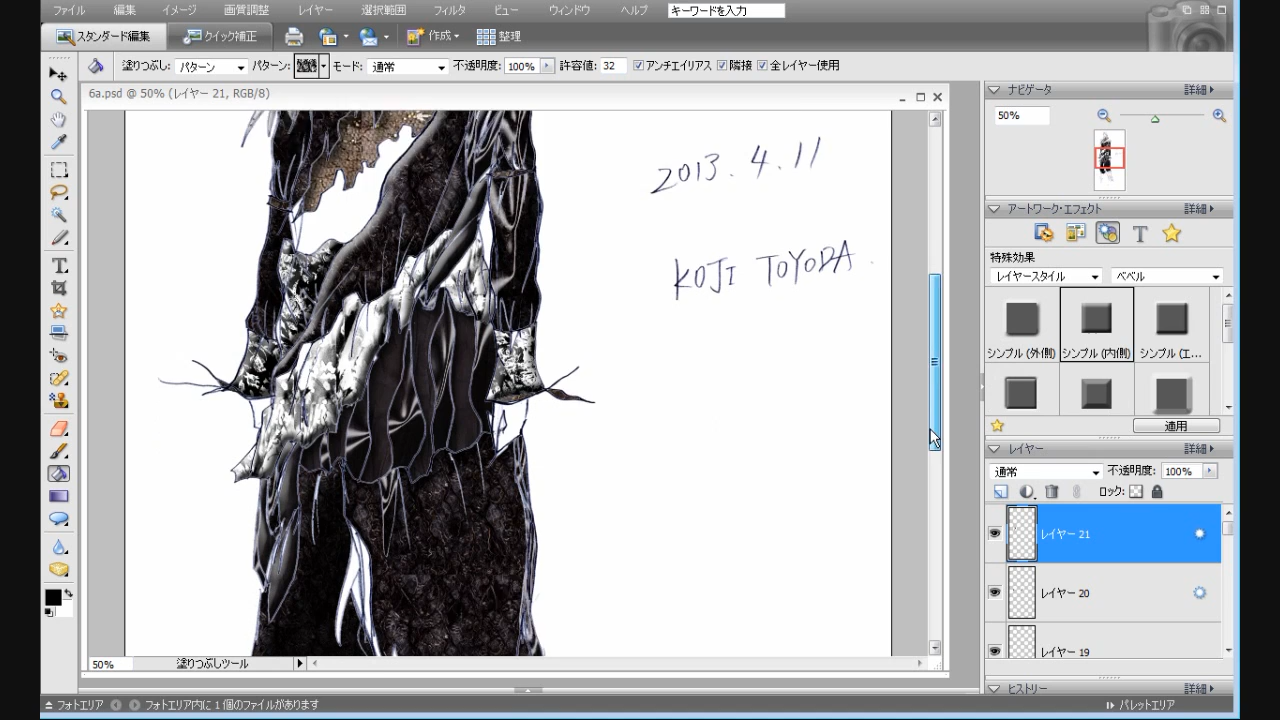 ファイル 編集 イメージ 画質調整 レイヤー 選択範囲 フィルタ ビュー ウィンドウ ヘルプ キーワードを入力
スタンダード編集 クイック補正 作成 整理
塗りつぶし: パターン パターン: モード: 通常 不透明度: 100% 許容値: 32 アンチエイリアス 隣接 全レイヤー使用
6a.psd @ 50% (レイヤー 21, RGB/8)
2013.4.11
KOJI TOYODA.
50% 塗りつぶしツール
フォトエリア フォトエリア内に 1 個のファイルがあります
ナビゲータ 詳細
50%
アートワーク・エフェクト 詳細
特殊効果
レイヤースタイル ベベル
シンプル (外側) シンプル (内側) シンプル (エ...
適用
レイヤー 詳細
通常 不透明度: 100%
ロック:
レイヤー 21
レイヤー 20
レイヤー 19
ヒストリー 詳細
パレットエリア